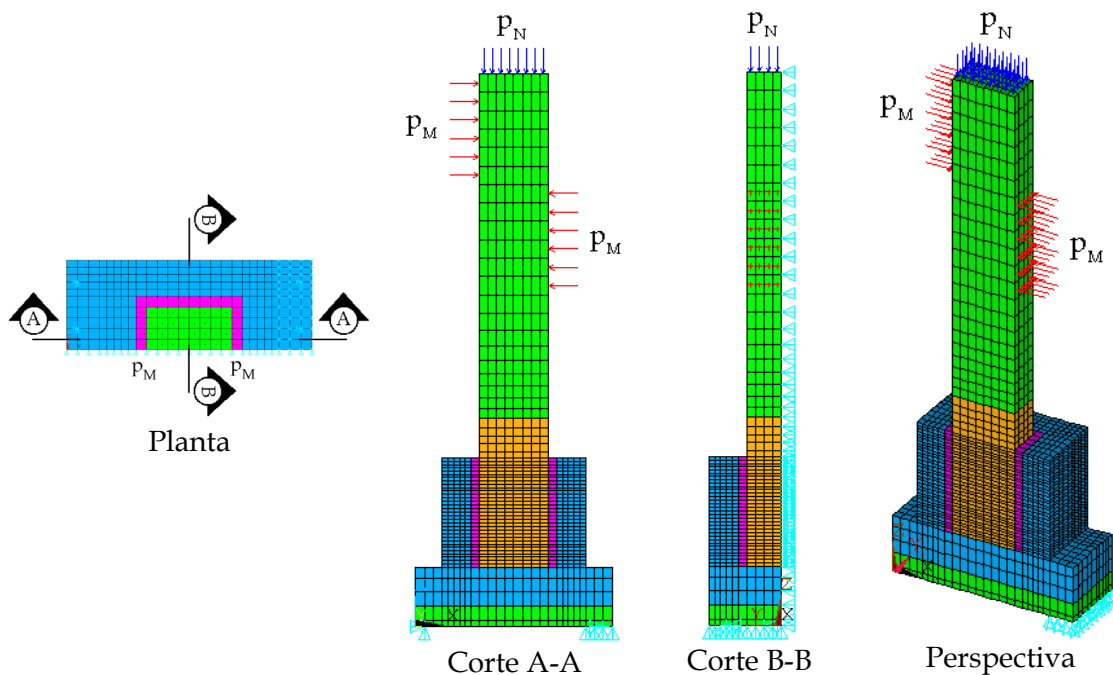 p_N
p_N
p_N
p_M
p_M
p_M
p_M
B
A
A
p_M
p_M
B
Planta
Z
X
Y
X
X
Corte A-A
Corte B-B
Perspectiva